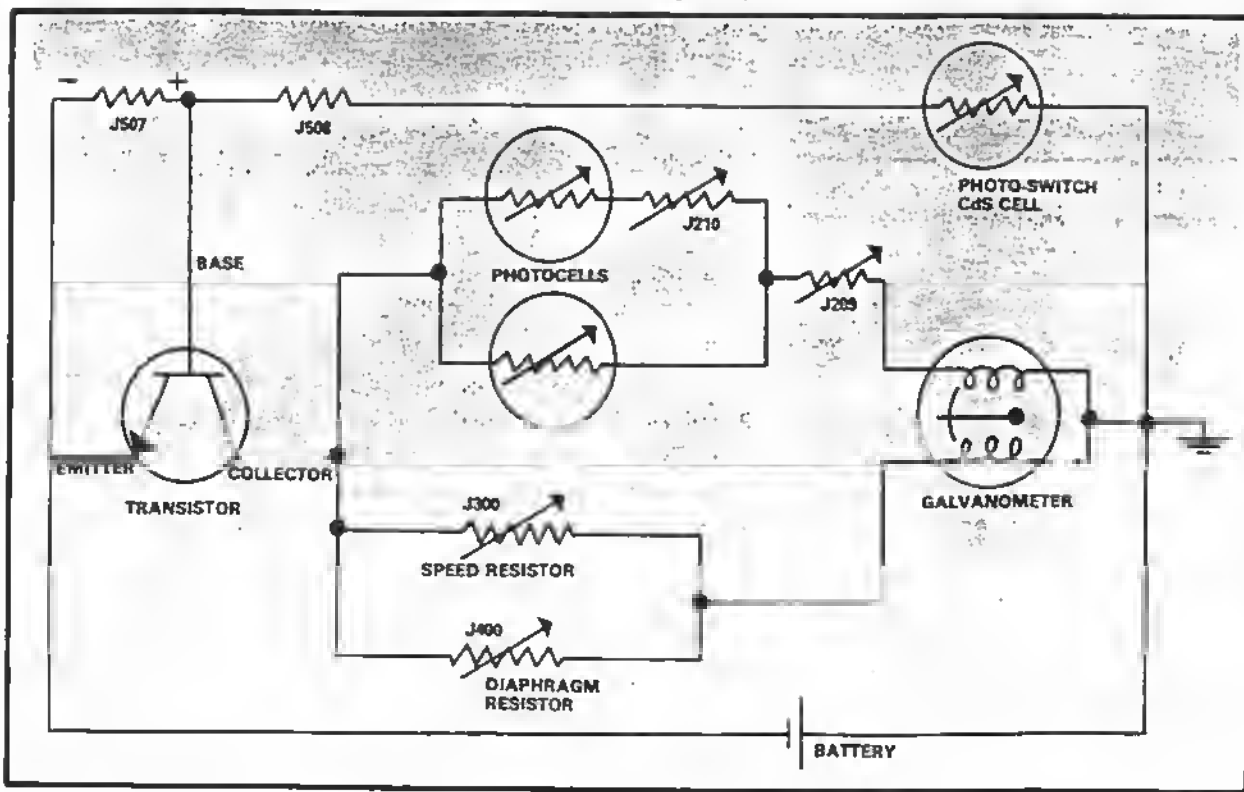 - +
J507
J508
PHOTO-SWITCH
CdS CELL
J210
PHOTOCELLS
BASE
J209
EMITTER
COLLECTOR
TRANSISTOR
GALVANOMETER
J300
SPEED RESISTOR
J400
DIAPHRAGM
RESISTOR
BATTERY